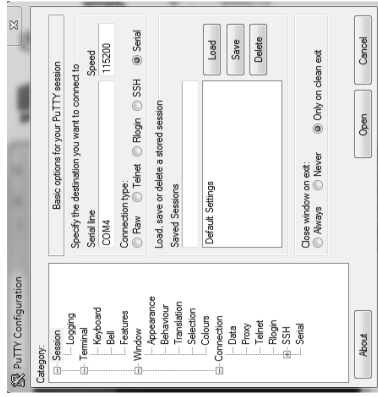 PuTTY Configuration
Category:
Session
Logging
Terminal
Keyboard
Bell
Features
Window
Appearance
Behaviour
Translation
Selection
Colours
Connection
Data
Proxy
Telnet
Rlogin
SSH
Serial
Basic options for your PuTTY session
Specify the destination you want to connect to
Serial line Speed
COM4 115200
Connection type:
Raw Telnet Rlogin SSH Serial
Load, save or delete a stored session
Saved Sessions
Default Settings
Load
Save
Delete
Close window on exit:
Always Never Only on clean exit
About Open Cancel